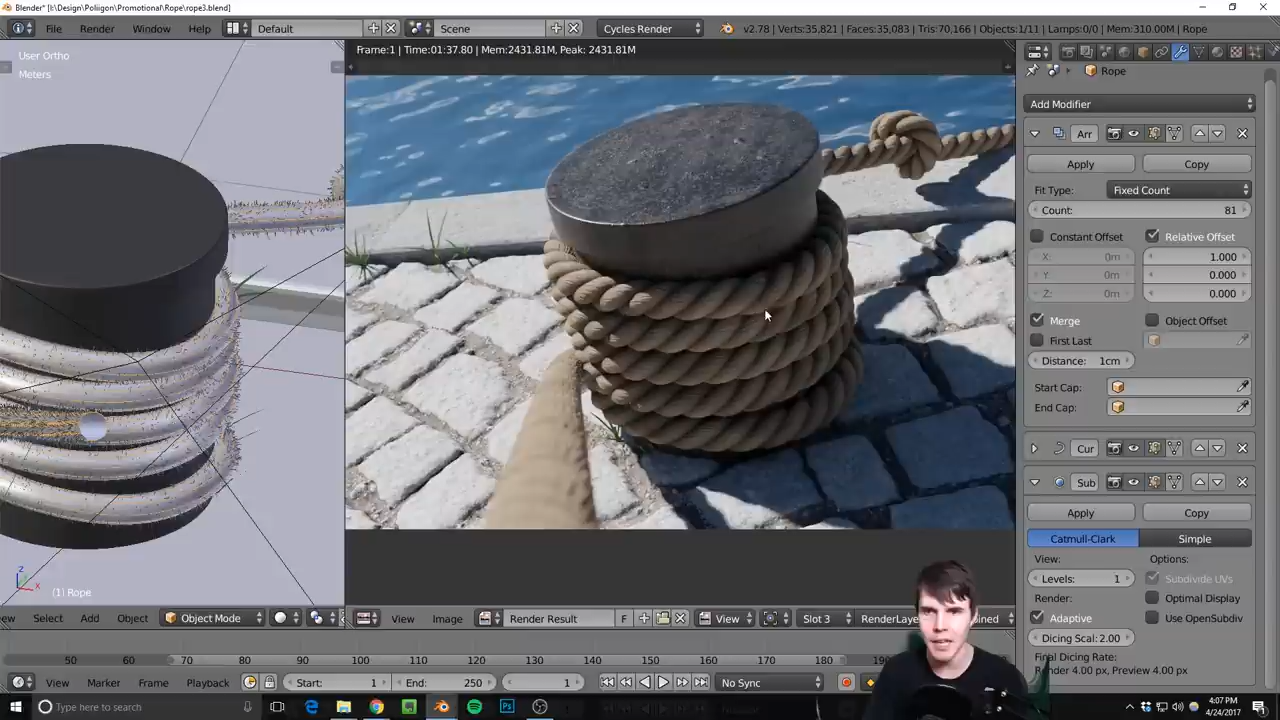 Blender* [I:\Design\Poliigon\Promotional\Rope\rope3.blend]
File Render Window Help Default Scene Cycles Render v2.78 | Verts:35,821 | Faces:35,083 | Tris:70,166 | Objects:1/11 | Lamps:0/0 | Mem:310.00M | Rope
User Ortho
Meters
Frame:1 | Time:01:37.80 | Mem:2431.81M, Peak: 2431.81M
Rope
Add Modifier
Arr
Apply Copy
Fit Type: Fixed Count
Count: 81
Constant Offset Relative Offset
X: 0m 1.000
Y: 0m 0.000
Z: 0m 0.000
Merge Object Offset
First Last
Distance: 1cm
Start Cap:
End Cap:
Cur
Sub
Apply Copy
Catmull-Clark Simple
View: Options:
Levels: 1 Subdivide UVs
Render: Optimal Display
Adaptive Use OpenSubdiv
Dicing Scal: 2.00
Final Dicing Rate:
Render 4.00 px, Preview 4.00 px
z
x
(1) Rope
ew Select Add Object Object Mode View Image Render Result F View Slot 3 RenderLaye
50 60 70 80 90 100 110 120 130 140 150 160 170 180
View Marker Frame Playback Start: 1 End: 250 1 No Sync
Type here to search
4:07 PM
4/24/2017